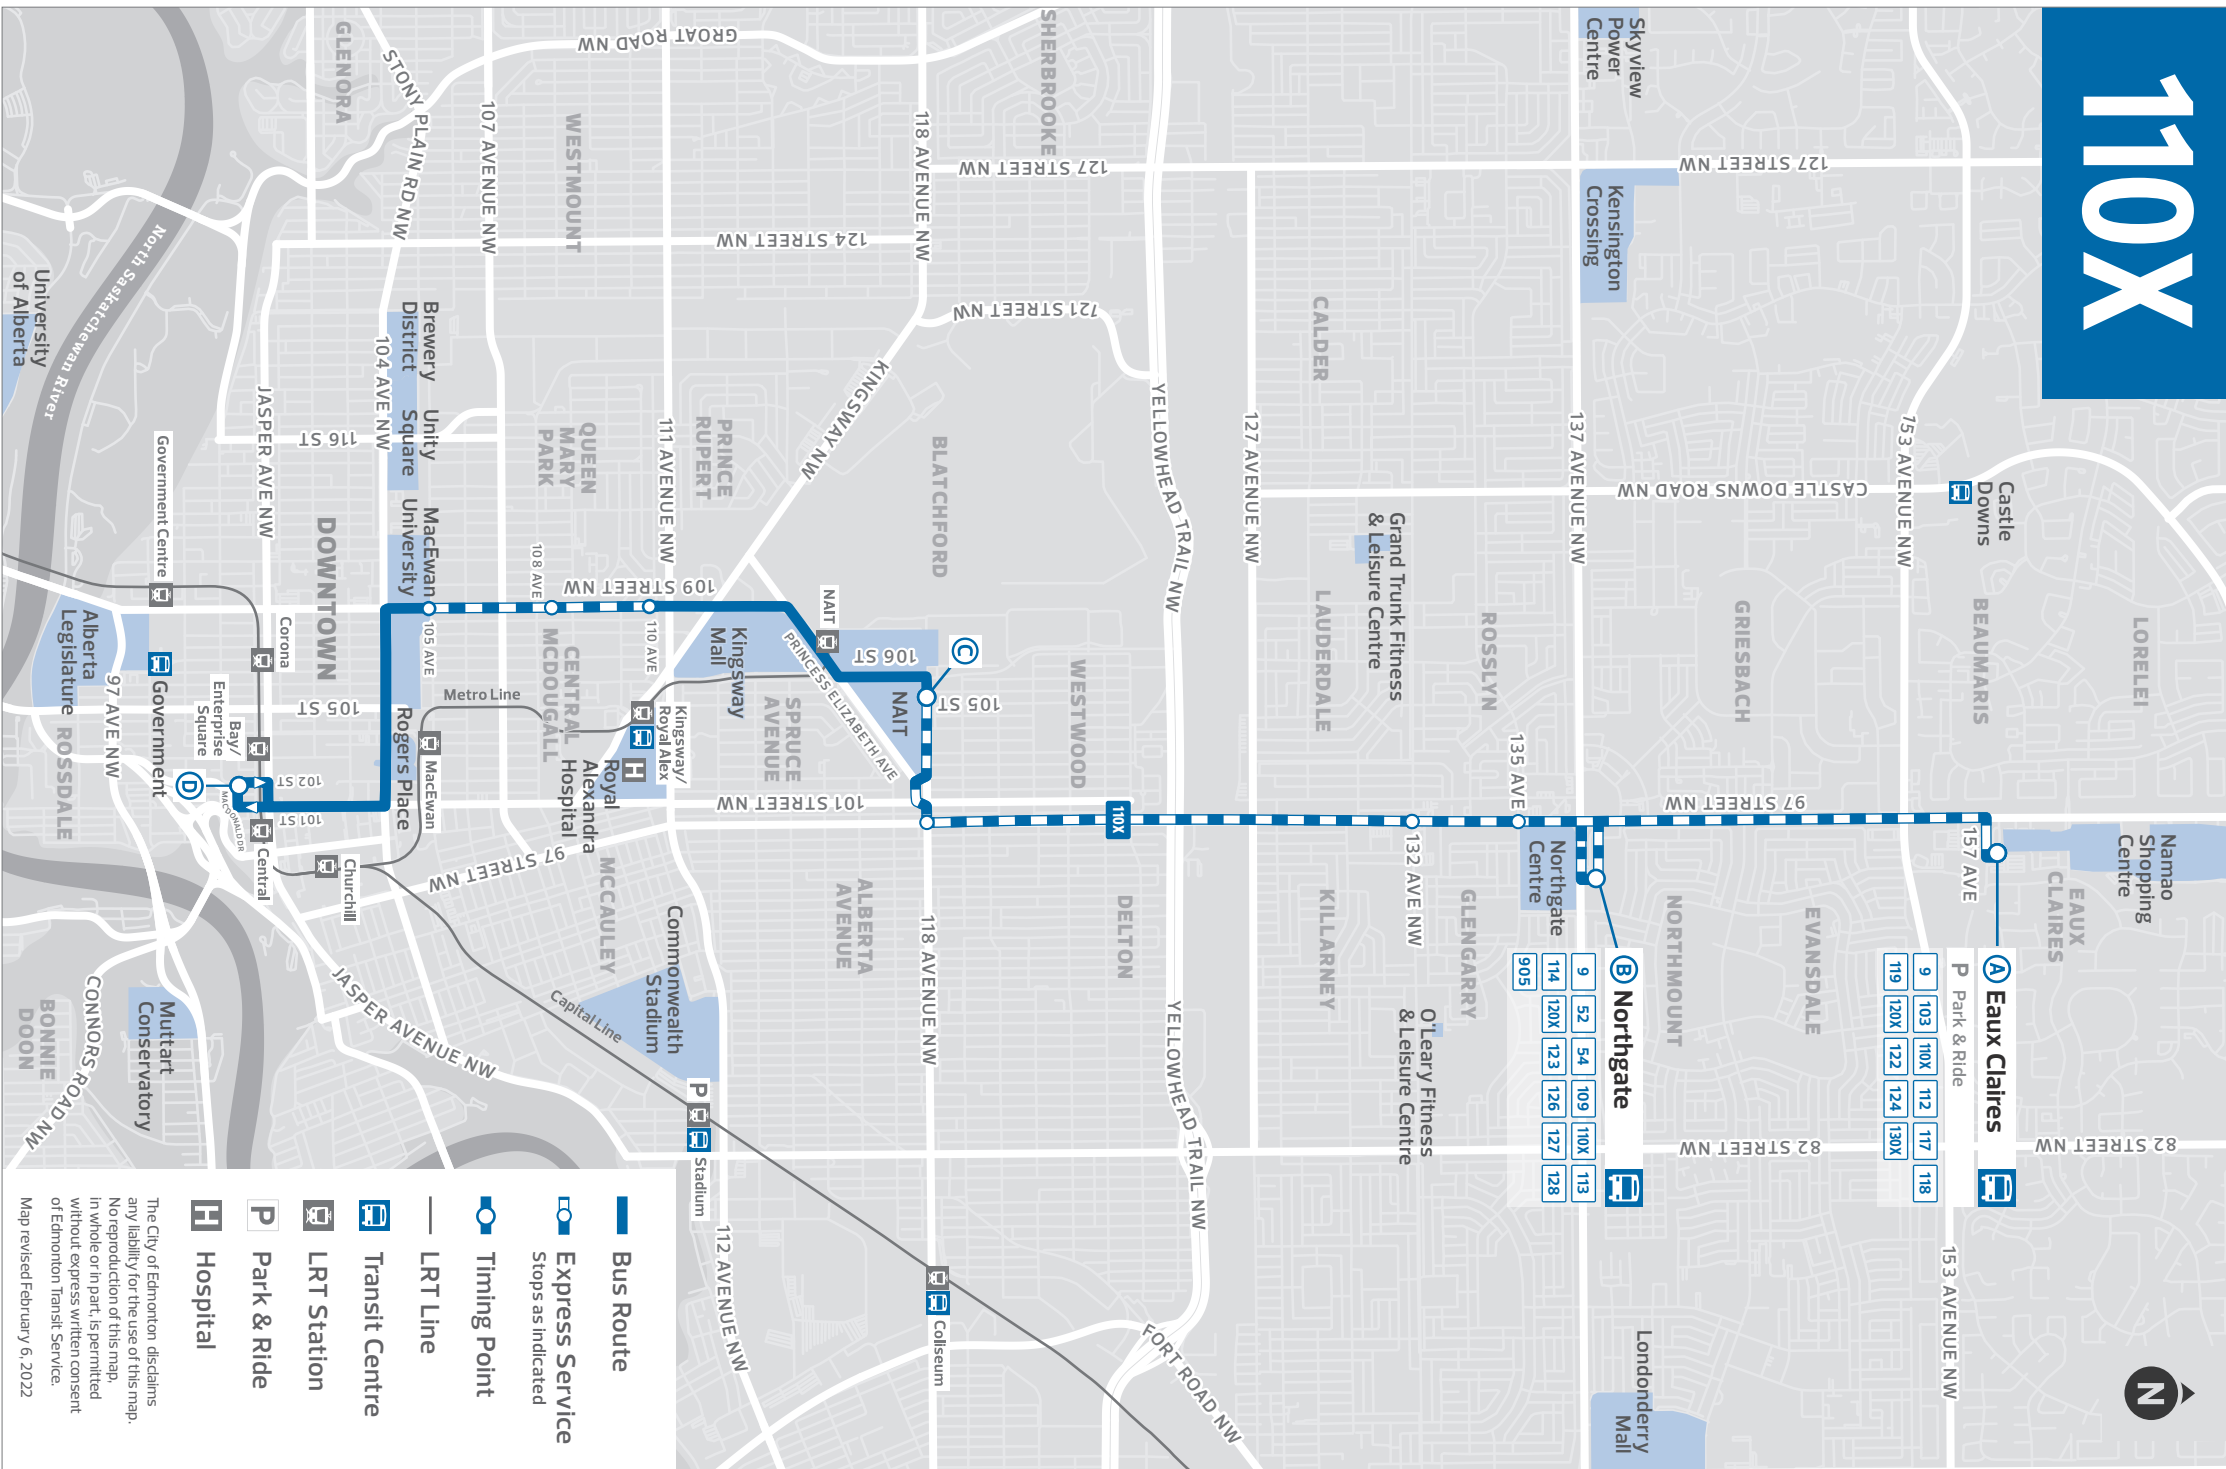 110X
Skyview
Power
Centre
Kensington
Crossing
127 STREET NW
127 STREET NW
GROAT ROAD NW
SHERBROOKE
GLENORA
STONY PLAIN RD NW
107 AVENUE NW
WESTMOUNT
118 AVENUE NW
124 STREET NW
121 STREET NW
North Saskatchewan River
University
of Alberta
Brewery
District
Unity
Square
MacEwan
University
104 AVE NW
116 ST
JASPER AVE NW
QUEEN
MARY
PARK
111 AVENUE NW
PRINCE
RUPERT
KINGSWAY NW
BLATCHFORD
YELLOWHEAD TRAIL NW
127 AVENUE NW
CALDER
137 AVENUE NW
153 AVENUE NW
CASTLE DOWNS ROAD NW
Castle
Downs
Grand Trunk Fitness
& Leisure Centre
LAUDERDALE
ROSSLYN
GRIESBACH
BEAUMARIS
LORELEI
DOWNTOWN
Government Centre
Alberta
Legislature
97 AVE NW
Government
Corona
Bay/
Enterprise
Square
ROSSDALE
105 ST
102 ST
101 ST
MACDONALD DR
D
Central
Churchill
Rogers Place
MacEwan
Metro Line
105 AVE
108 AVE
109 STREET NW
110 AVE
CENTRAL
MCDOUGALL
Kingsway
Mall
NAIT
106 ST
PRINCESS ELIZABETH AVE
NAIT
C
105 ST
SPRUCE
AVENUE
Kingsway/
Royal Alex
H
Royal
Alexandra
Hospital
101 STREET NW
WESTWOOD
110X
135 AVE
132 AVE NW
97 STREET NW
157 AVE
Namao
Shopping
Centre
EAUX
CLAIRES
Northgate
Centre
97 STREET NW
MCCAULEY
Commonwealth
Stadium
Capital Line
ALBERTA
AVENUE
118 AVENUE NW
DELTON
KILLARNEY
GLENGARRY
NORTHMOUNT
EVANSDALE
O'Leary Fitness
& Leisure Centre
YELLOWHEAD TRAIL NW
A Eaux Claires
P Park & Ride
9 103 110X 112 117 118
119 120X 122 124 130X
B Northgate
9 52 54 109 110X 113
114 120X 123 126 127 128
905
82 STREET NW
82 STREET NW
153 AVENUE NW
JASPER AVENUE NW
Muttart
Conservatory
CONNORS ROAD NW
BONNIE
DOON
P
Stadium
112 AVENUE NW
Coliseum
FORT ROAD NW
Londonderry
Mall
N
Bus Route
Express Service
Stops as indicated
Timing Point
LRT Line
Transit Centre
LRT Station
P Park & Ride
H Hospital
The City of Edmonton disclaims
any liability for the use of this map.
No reproduction of this map,
in whole or in part, is permitted
without express written consent
of Edmonton Transit Service.
Map revised February 6, 2022